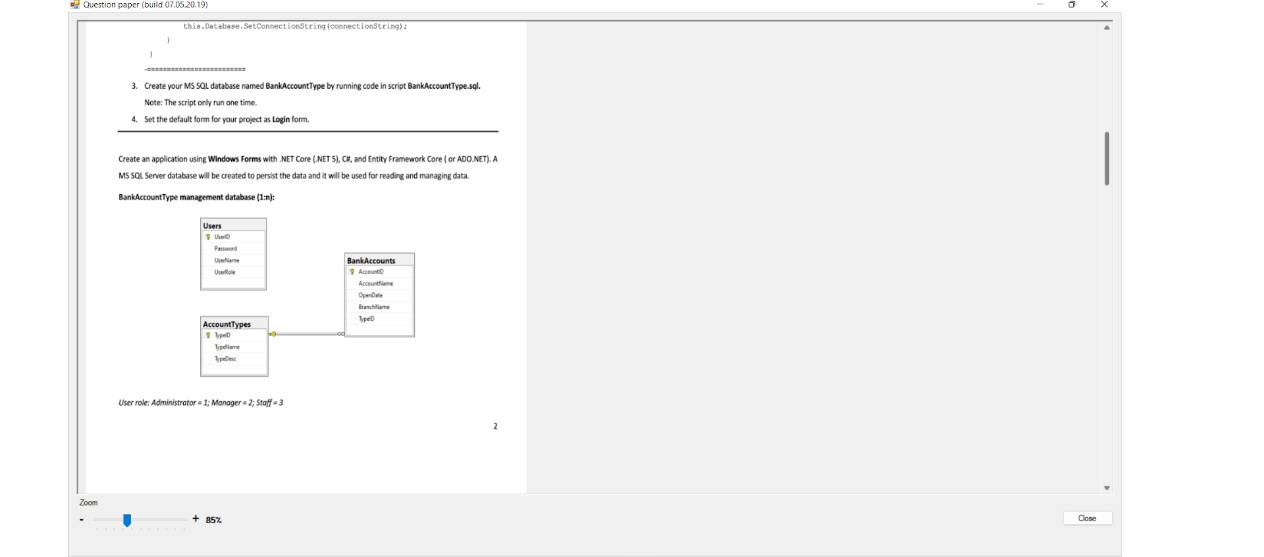 Question paper (build 07.05.20.19)
this.Database.SetConnectionString(connectionString);
}
}
-=========================
3. Create your MS SQL database named BankAccountType by running code in script BankAccountType.sql.
Note: The script only run one time.
4. Set the default form for your project as Login form.
Create an application using Windows Forms with .NET Core (.NET 5), C#, and Entity Framework Core ( or ADO.NET). A
MS SQL Server database will be created to persist the data and it will be used for reading and managing data.
BankAccountType management database (1:n):
Users
UserID
Password
UserName
UserRole
BankAccounts
AccountID
AccountName
OpenDate
BranchName
TypeID
AccountTypes
TypeID
TypeName
TypeDesc
User role: Administrator = 1; Manager = 2; Staff = 3
2
Zoom
- + 85%
Close